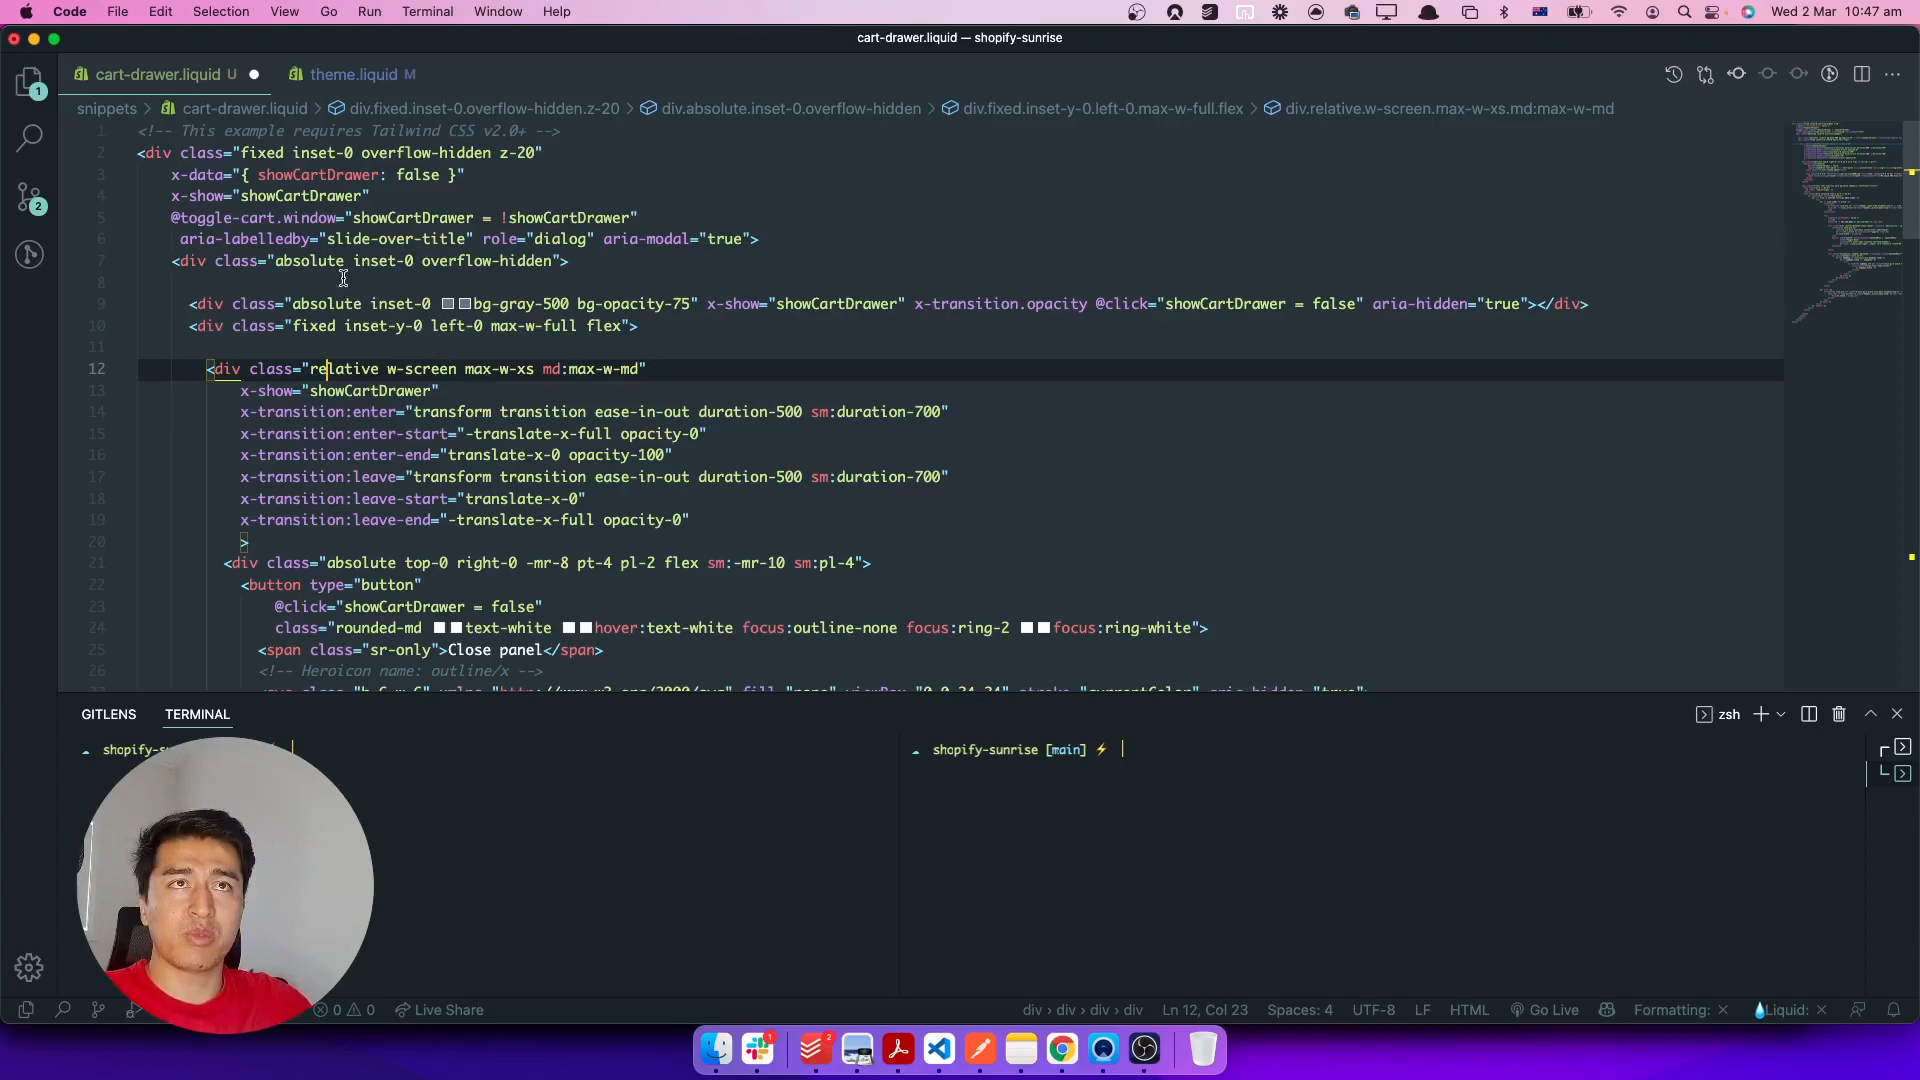 Code File Edit Selection View Go Run Terminal Window Help Wed 2 Mar 10:47 am
cart-drawer.liquid — shopify-sunrise
cart-drawer.liquid U theme.liquid M
snippets > cart-drawer.liquid > div.fixed.inset-0.overflow-hidden.z-20 > div.absolute.inset-0.overflow-hidden > div.fixed.inset-y-0.left-0.max-w-full.flex > div.relative.w-screen.max-w-xs.md:max-w-md
1 <!-- This example requires Tailwind CSS v2.0+ -->
2 <div class="fixed inset-0 overflow-hidden z-20"
3 x-data="{ showCartDrawer: false }"
4 x-show="showCartDrawer"
5 @toggle-cart.window="showCartDrawer = !showCartDrawer"
6 aria-labelledby="slide-over-title" role="dialog" aria-modal="true">
7 <div class="absolute inset-0 overflow-hidden">
8
9 <div class="absolute inset-0 bg-gray-500 bg-opacity-75" x-show="showCartDrawer" x-transition.opacity @click="showCartDrawer = false" aria-hidden="true"></div>
10 <div class="fixed inset-y-0 left-0 max-w-full flex">
11
12 <div class="relative w-screen max-w-xs md:max-w-md"
13 x-show="showCartDrawer"
14 x-transition:enter="transform transition ease-in-out duration-500 sm:duration-700"
15 x-transition:enter-start="-translate-x-full opacity-0"
16 x-transition:enter-end="translate-x-0 opacity-100"
17 x-transition:leave="transform transition ease-in-out duration-500 sm:duration-700"
18 x-transition:leave-start="translate-x-0"
19 x-transition:leave-end="-translate-x-full opacity-0"
20 >
21 <div class="absolute top-0 right-0 -mr-8 pt-4 pl-2 flex sm:-mr-10 sm:pl-4">
22 <button type="button"
23 @click="showCartDrawer = false"
24 class="rounded-md text-white hover:text-white focus:outline-none focus:ring-2 focus:ring-white">
25 <span class="sr-only">Close panel</span>
26 <!-- Heroicon name: outline/x -->
GITLENS TERMINAL zsh
shopify-su
shopify-sunrise [main]
0 0 Live Share div > div > div > div Ln 12, Col 23 Spaces: 4 UTF-8 LF HTML Go Live Formatting: Liquid: